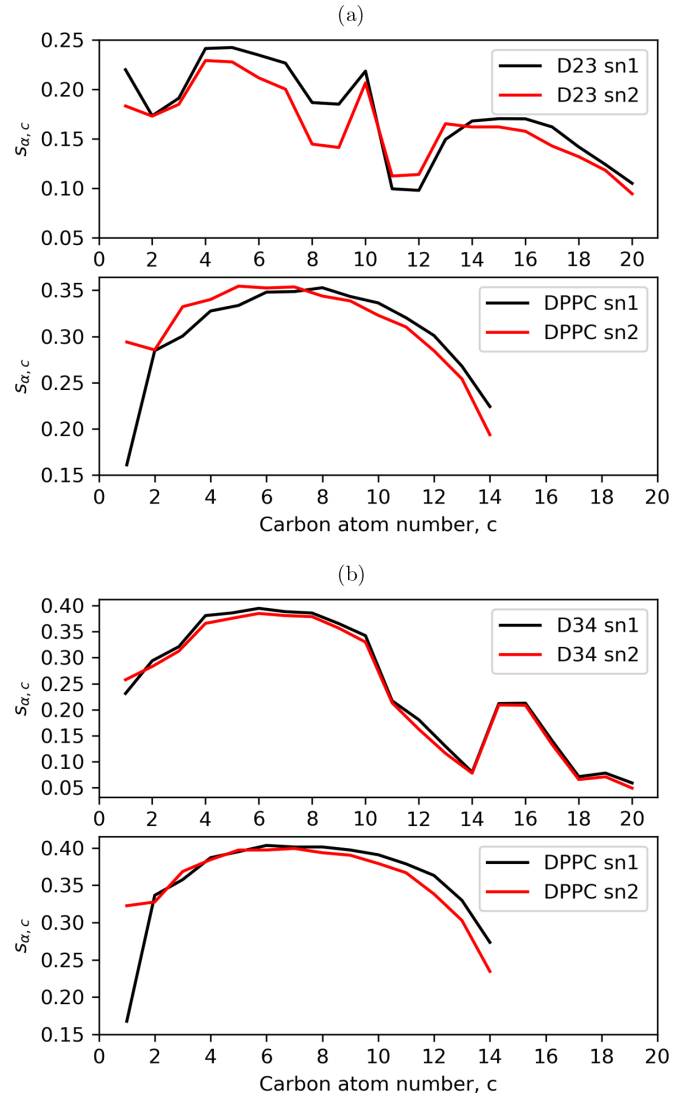 (a)
0.25
0.20
0.15
0.10
0.05
s_{α, c}
D23 sn1
D23 sn2
0 2 4 6 8 10 12 14 16 18 20
0.35
0.30
0.25
0.20
0.15
s_{α, c}
DPPC sn1
DPPC sn2
0 2 4 6 8 10 12 14 16 18 20
Carbon atom number, c
(b)
0.40
0.35
0.30
0.25
0.20
0.15
0.10
0.05
s_{α, c}
D34 sn1
D34 sn2
0 2 4 6 8 10 12 14 16 18 20
0.40
0.35
0.30
0.25
0.20
0.15
s_{α, c}
DPPC sn1
DPPC sn2
0 2 4 6 8 10 12 14 16 18 20
Carbon atom number, c